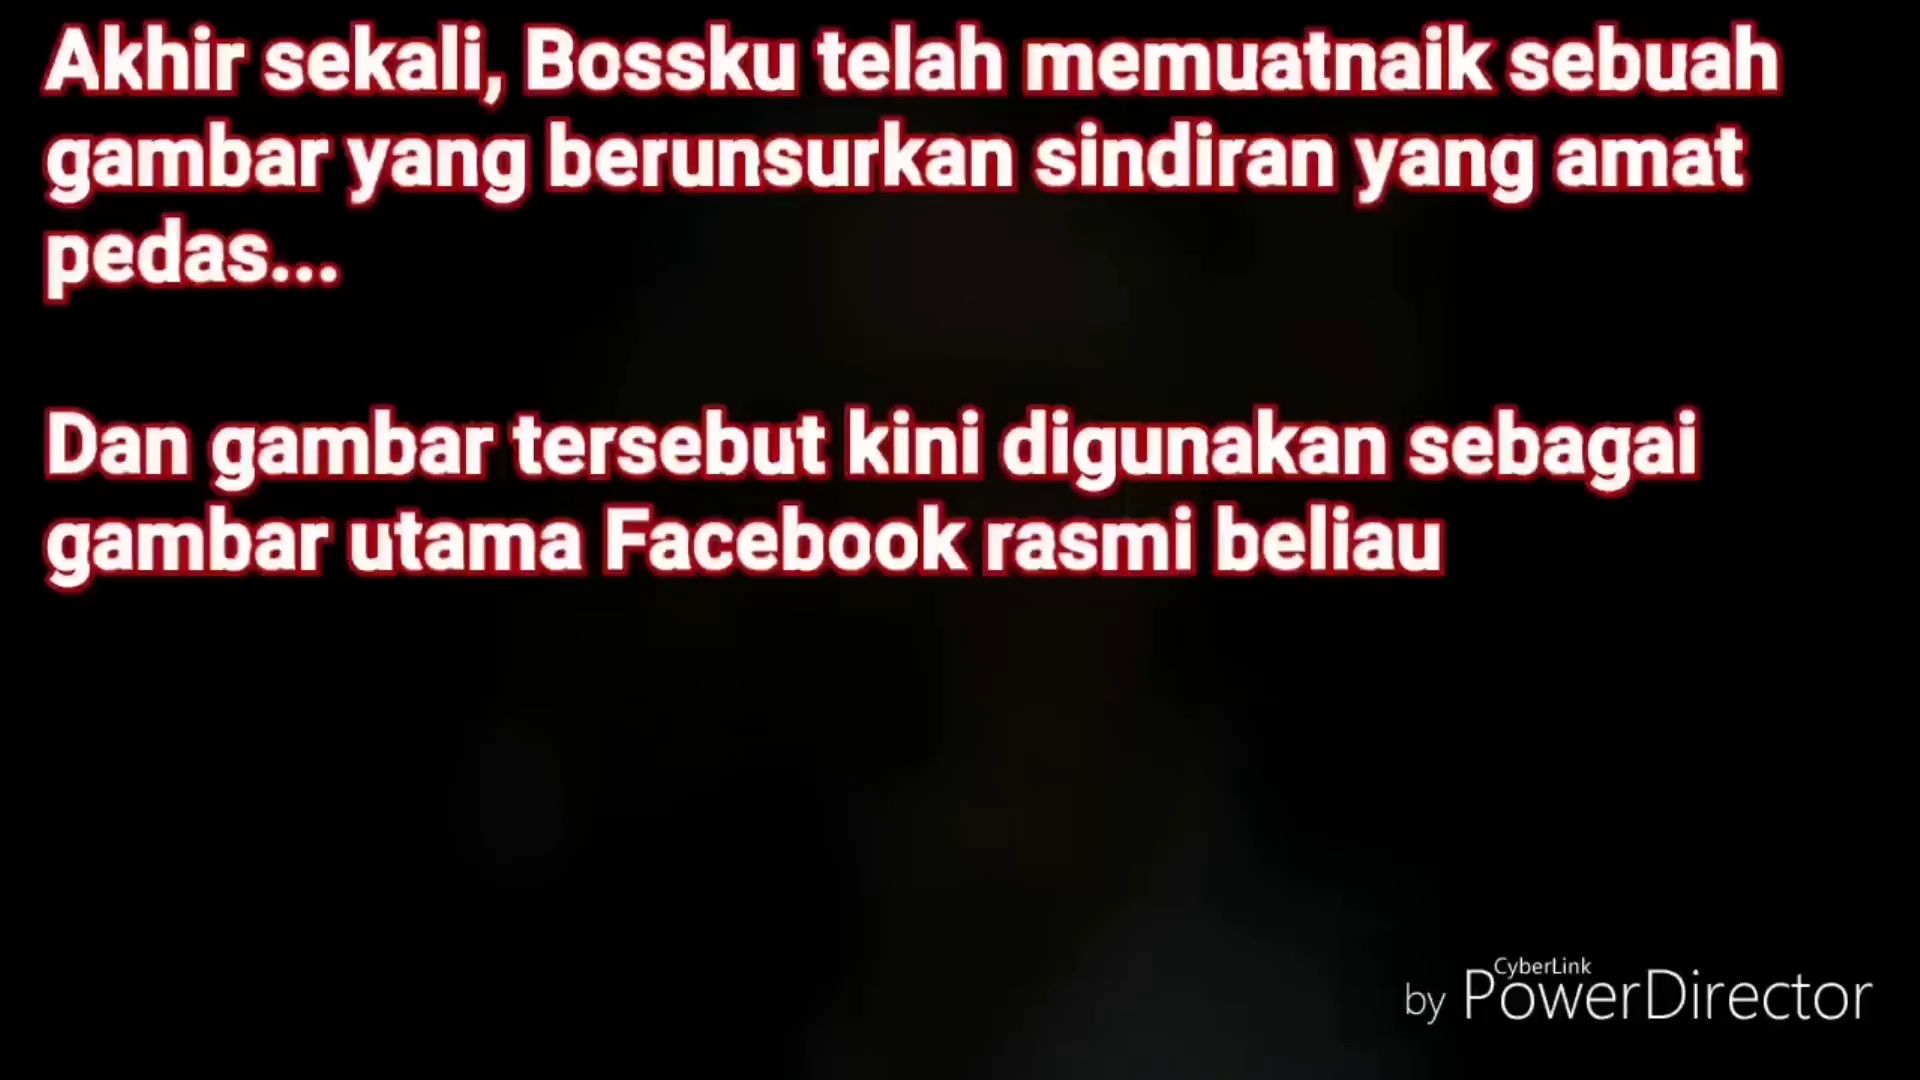 Akhir sekali, Bossku telah memuatnaik sebuah
gambar yang berunsurkan sindiran yang amat
pedas...
Dan gambar tersebut kini digunakan sebagai
gambar utama Facebook rasmi beliau
CyberLink
by PowerDirector